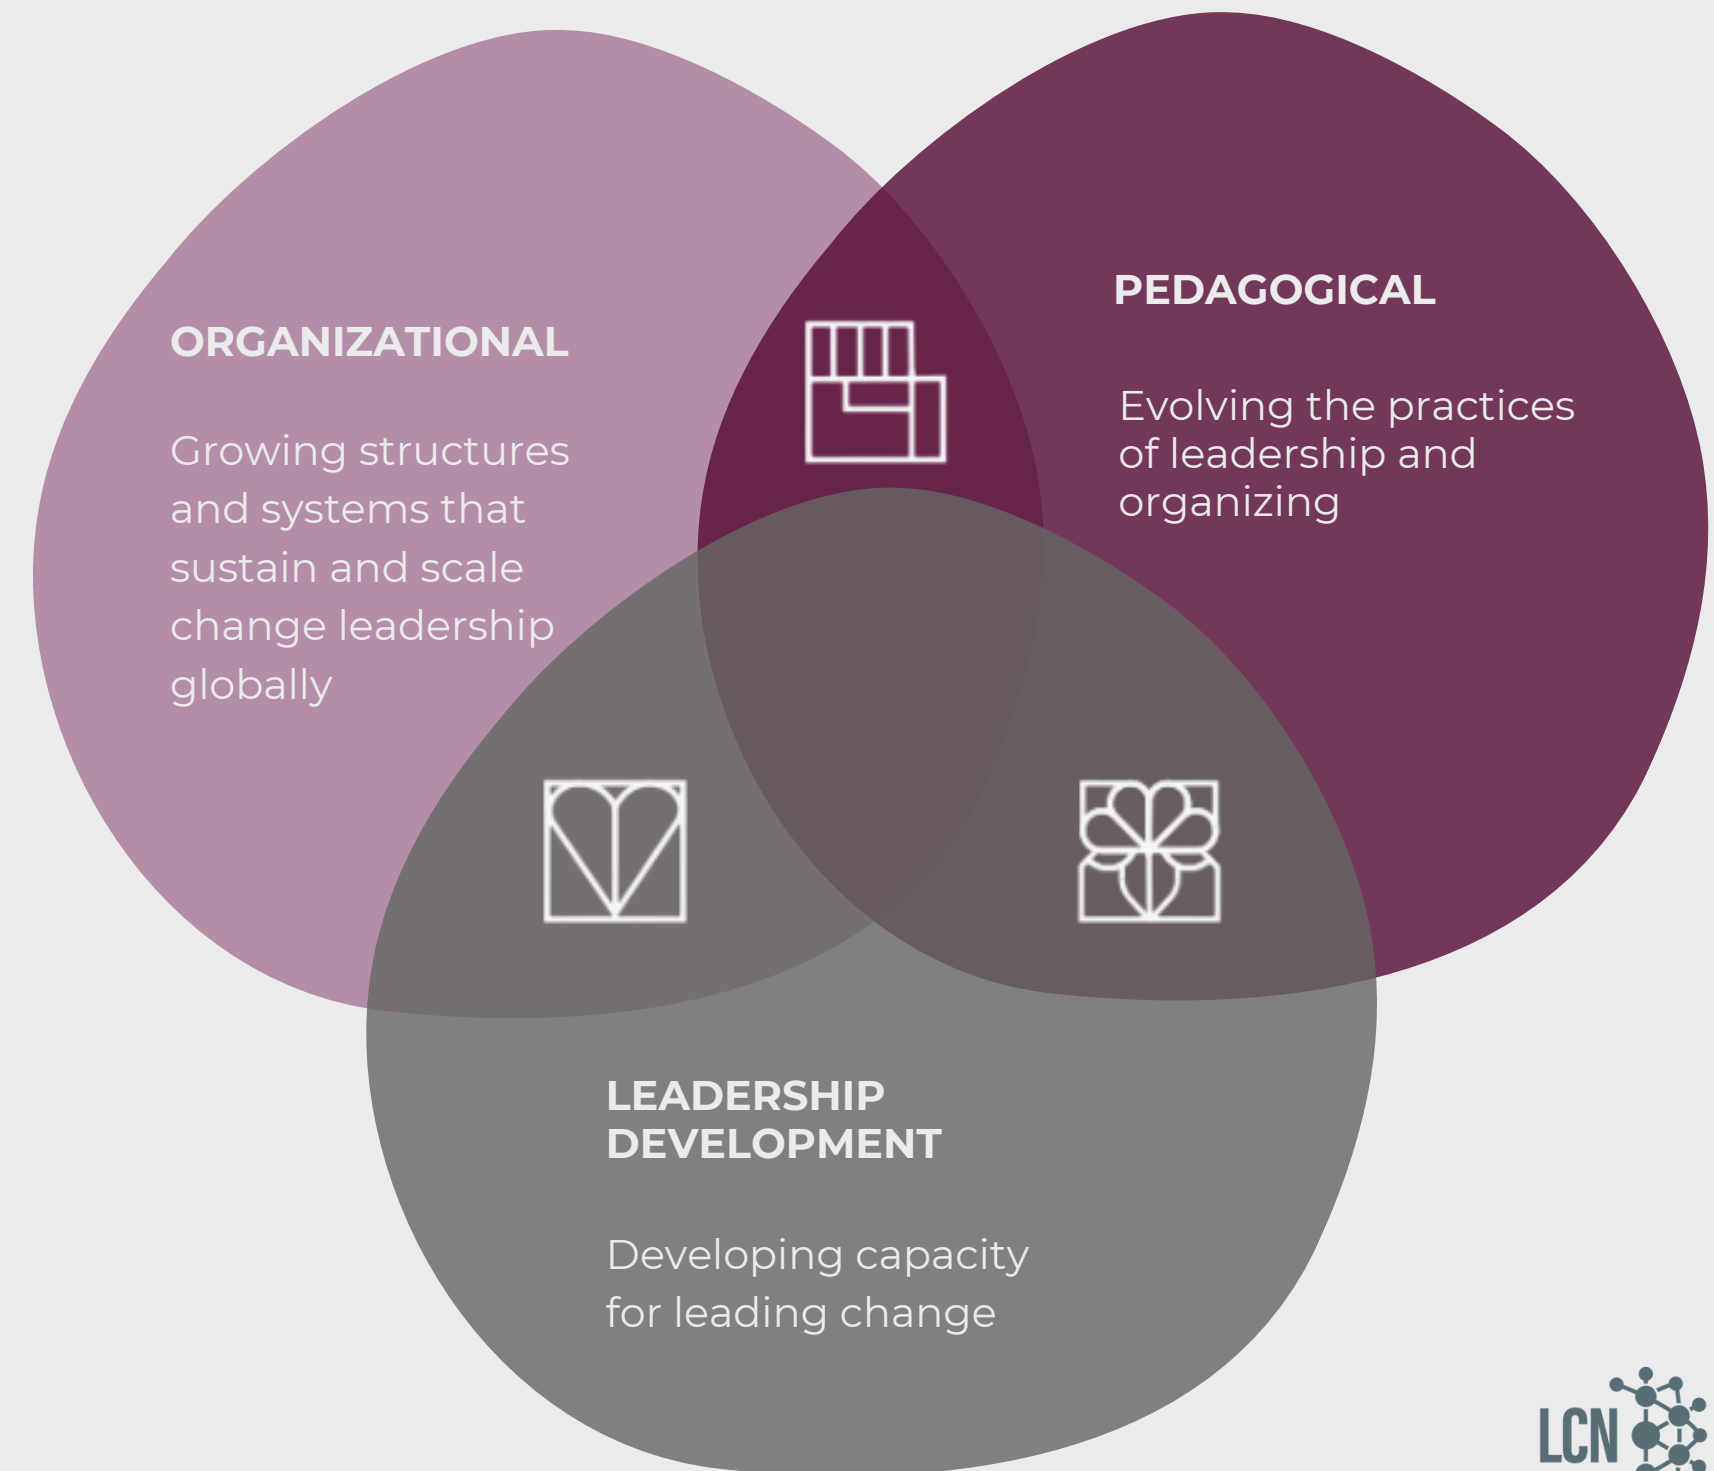 ORGANIZATIONAL
Growing structures
and systems that
sustain and scale
change leadership
globally
PEDAGOGICAL
Evolving the practices
of leadership and
organizing
LEADERSHIP
DEVELOPMENT
Developing capacity
for leading change
LCN